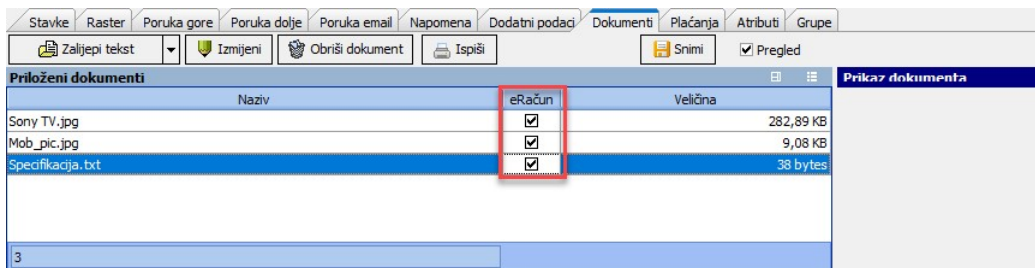 Stavke Raster Poruka gore Poruka dolje Poruka email Napomena Dodatni podaci Dokumenti Plaćanja Atributi Grupe
Zalijepi tekst Izmijeni Obriši dokument Ispiši Snimi Pregled
Priloženi dokumenti Prikaz dokumenta
Naziv eRačun Veličina
Sony TV.jpg 282,89 KB
Mob_pic.jpg 9,08 KB
Specifikacija.txt 38 bytes
3